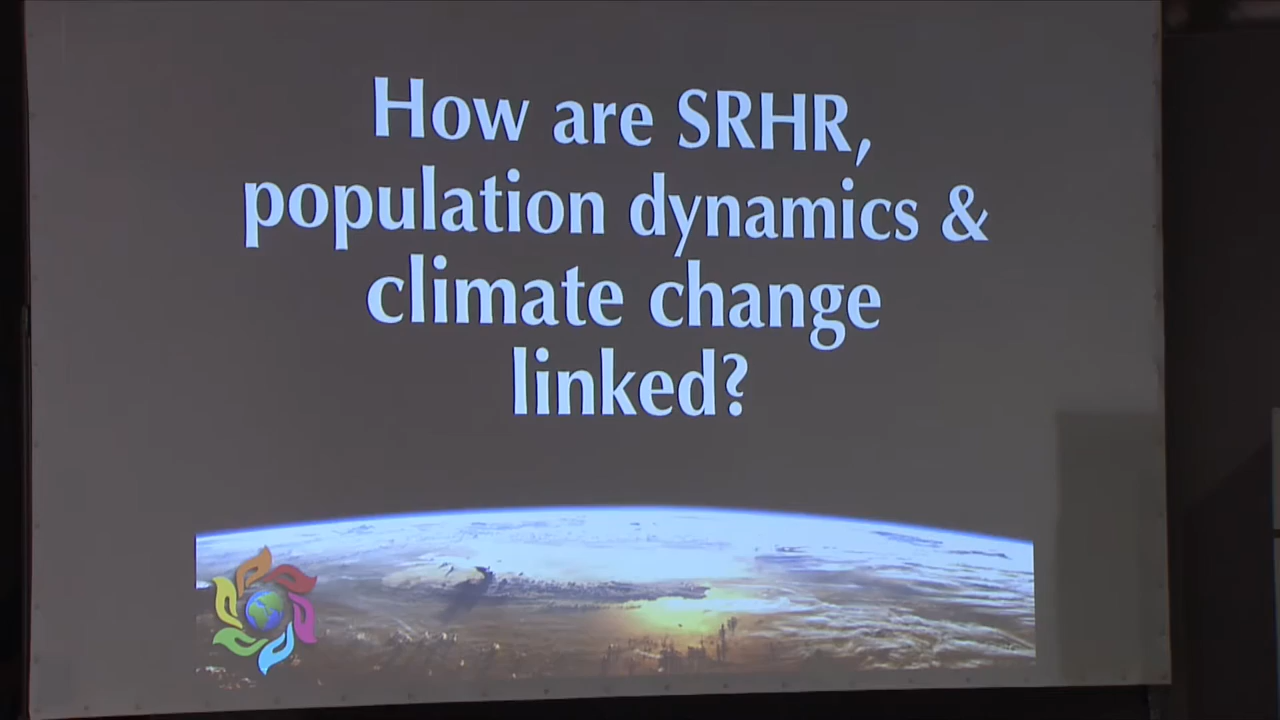 How are SRHR,
population dynamics &
climate change
linked?